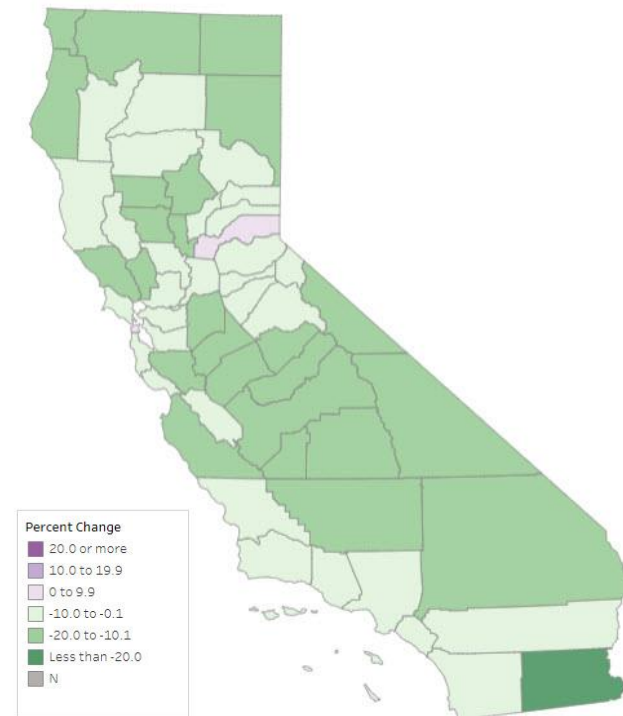 Percent Change
20.0 or more
10.0 to 19.9
0 to 9.9
-10.0 to -0.1
-20.0 to -10.1
Less than -20.0
N